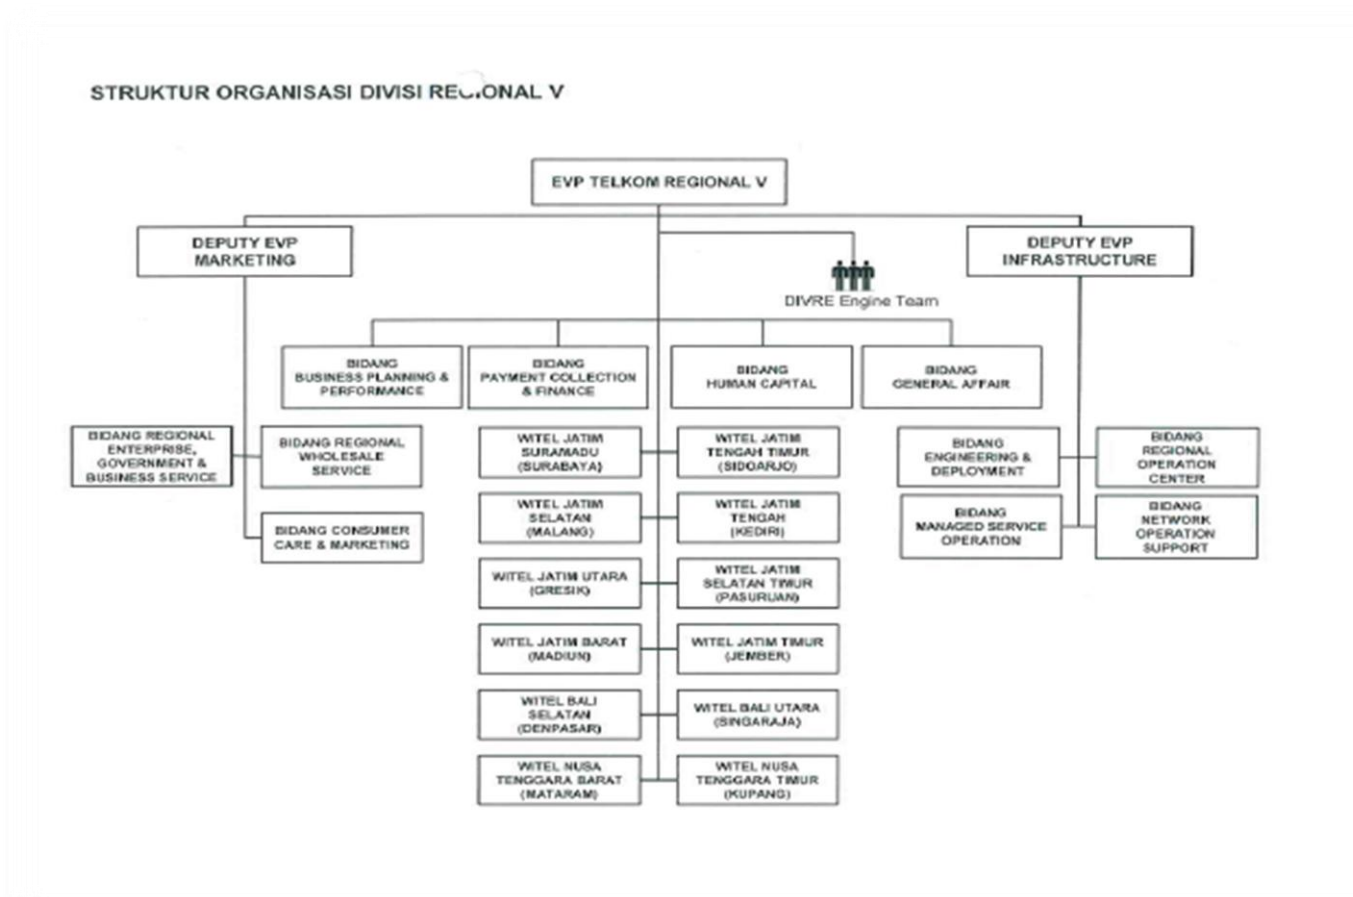 STRUKTUR ORGANISASI DIVISI REGIONAL V
EVP TELKOM REGIONAL V
DEPUTY EVP
MARKETING
DEPUTY EVP
INFRASTRUCTURE
DIVRE Engine Team
BIDANG
BUSINESS PLANNING &
PERFORMANCE
BIDANG
PAYMENT COLLECTION
& FINANCE
BIDANG
HUMAN CAPITAL
BIDANG
GENERAL AFFAIR
BIDANG REGIONAL
ENTERPRISE,
GOVERNMENT &
BUSINESS SERVICE
BIDANG REGIONAL
WHOLESALE
SERVICE
WITEL JATIM
SURAMADU
(SURABAYA)
WITEL JATIM
TENGAH TIMUR
(SIDOARJO)
BIDANG
ENGINEERING &
DEPLOYMENT
BIDANG
REGIONAL
OPERATION
CENTER
BIDANG CONSUMER
CARE & MARKETING
WITEL JATIM
SELATAN
(MALANG)
WITEL JATIM
TENGAH
(KEDIRI)
BIDANG
MANAGED SERVICE
OPERATION
BIDANG
NETWORK
OPERATION
SUPPORT
WITEL JATIM UTARA
(GRESIK)
WITEL JATIM
SELATAN TIMUR
(PASURUAN)
WITEL JATIM BARAT
(MADIUN)
WITEL JATIM TIMUR
(JEMBER)
WITEL BALI
SELATAN
(DENPASAR)
WITEL BALI UTARA
(SINGARAJA)
WITEL NUSA
TENGGARA BARAT
(MATARAM)
WITEL NUSA
TENGGARA TIMUR
(KUPANG)